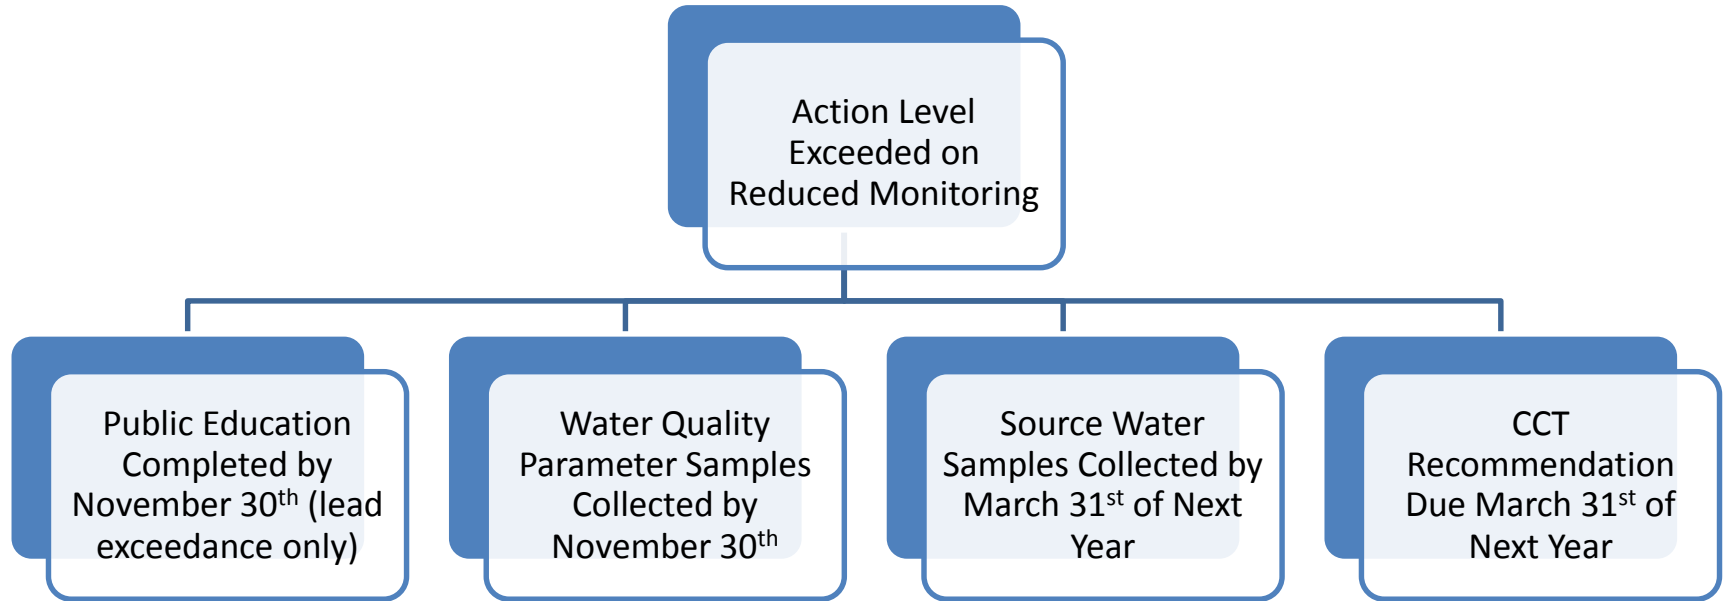 Action Level
Exceeded on
Reduced Monitoring
Public Education
Completed by
November 30th (lead
exceedance only)
Water Quality
Parameter Samples
Collected by
November 30th
Source Water
Samples Collected by
March 31st of Next
Year
CCT
Recommendation
Due March 31st of
Next Year